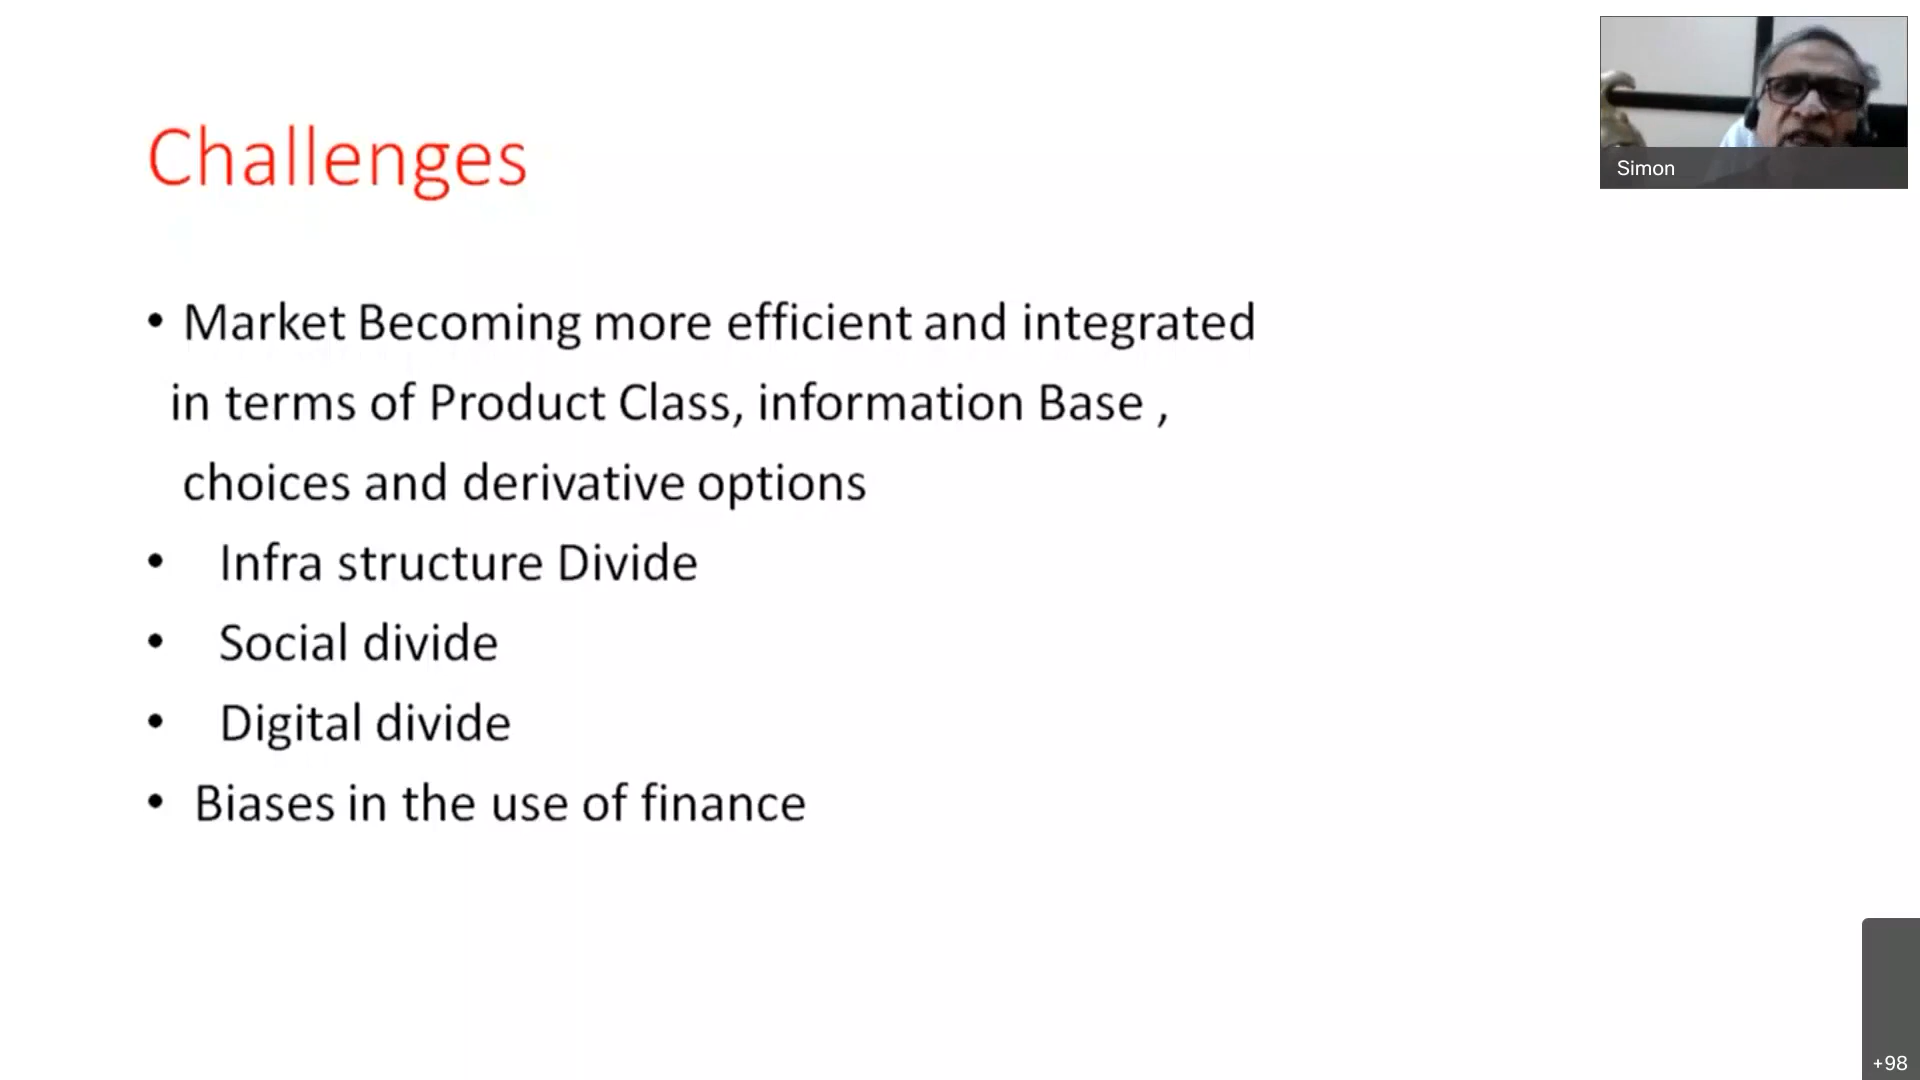 Challenges
• Market Becoming more efficient and integrated
in terms of Product Class, information Base ,
choices and derivative options
• Infra structure Divide
• Social divide
• Digital divide
• Biases in the use of finance
Simon
+98